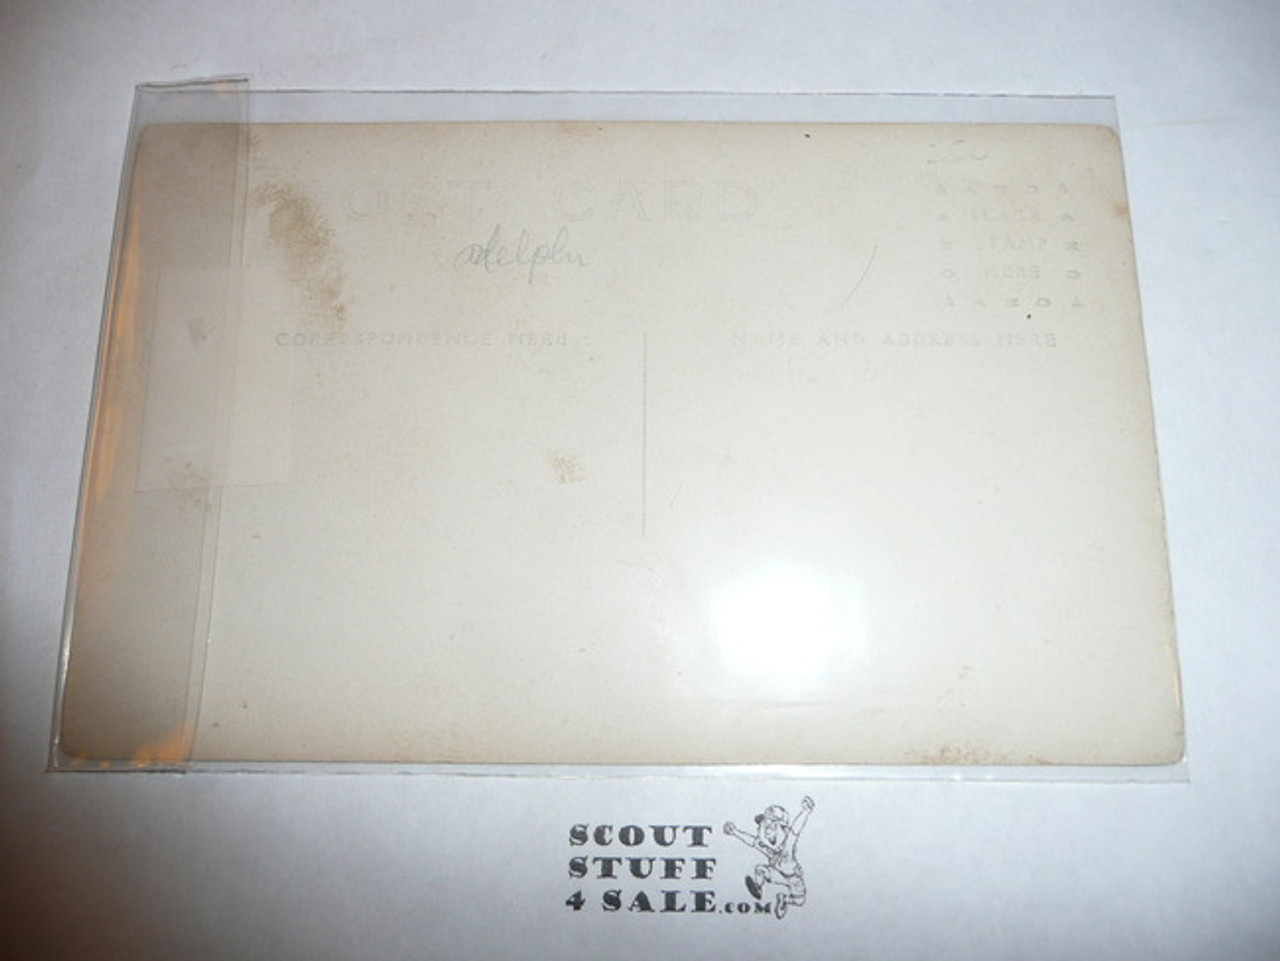 POST CARD
adelphi
CORRESPONDENCE HERE
NAME AND ADDRESS HERE
PLACE
STAMP
HERE
SCOUT
STUFF
4 SALE.COM